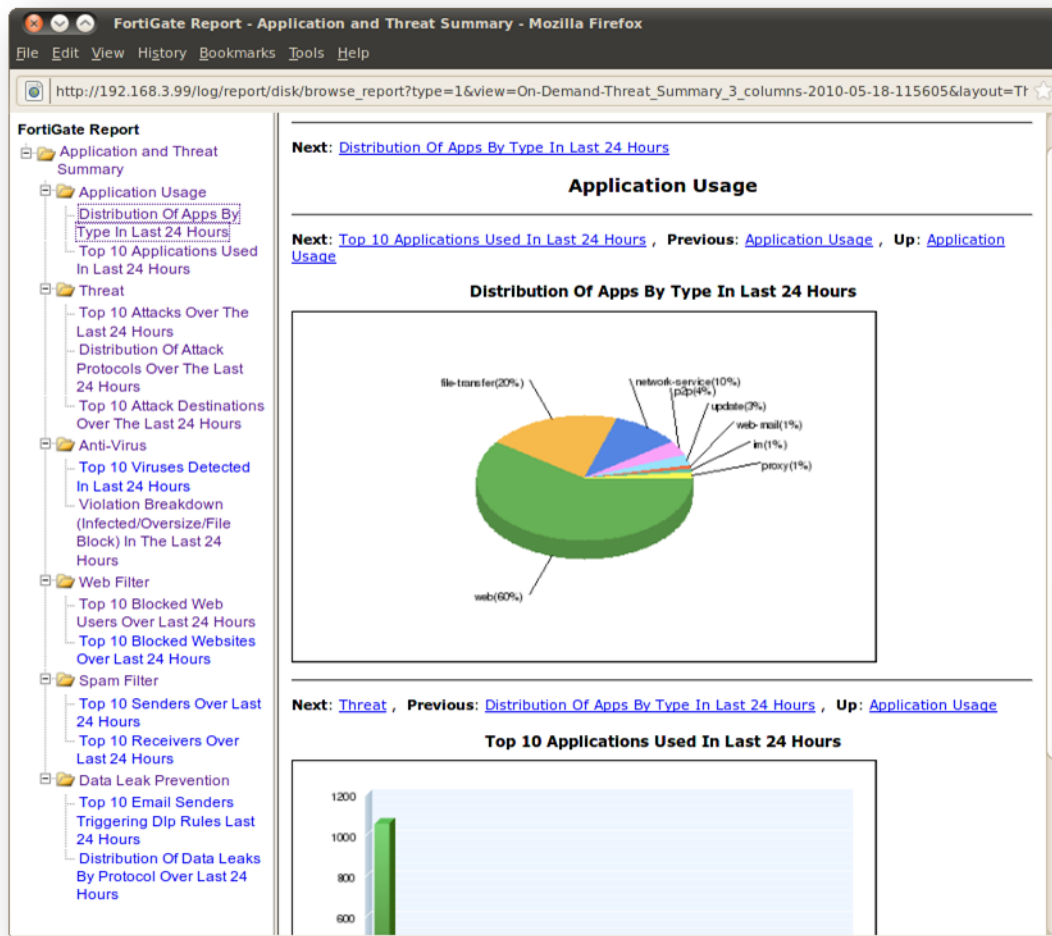 FortiGate Report - Application and Threat Summary - Mozilla Firefox
File Edit View History Bookmarks Tools Help
http://192.168.3.99/log/report/disk/browse_report?type=1&view=On-Demand-Threat_Summary_3_columns-2010-05-18-115605&layout=Th
FortiGate Report
Application and Threat
Summary
Application Usage
Distribution Of Apps By
Type In Last 24 Hours
Top 10 Applications Used
In Last 24 Hours
Threat
Top 10 Attacks Over The
Last 24 Hours
Distribution Of Attack
Protocols Over The Last
24 Hours
Top 10 Attack Destinations
Over The Last 24 Hours
Anti-Virus
Top 10 Viruses Detected
In Last 24 Hours
Violation Breakdown
(Infected/Oversize/File
Block) In The Last 24
Hours
Web Filter
Top 10 Blocked Web
Users Over Last 24 Hours
Top 10 Blocked Websites
Over Last 24 Hours
Spam Filter
Top 10 Senders Over Last
24 Hours
Top 10 Receivers Over
Last 24 Hours
Data Leak Prevention
Top 10 Email Senders
Triggering Dlp Rules Last
24 Hours
Distribution Of Data Leaks
By Protocol Over Last 24
Hours
Next: Distribution Of Apps By Type In Last 24 Hours
Application Usage
Next: Top 10 Applications Used In Last 24 Hours , Previous: Application Usage , Up: Application
Usage
Distribution Of Apps By Type In Last 24 Hours
file-transfer(20%)
network-service(10%)
p2p(4%)
update(3%)
web-mail(1%)
im(1%)
proxy(1%)
web(60%)
Next: Threat , Previous: Distribution Of Apps By Type In Last 24 Hours , Up: Application Usage
Top 10 Applications Used In Last 24 Hours
1200
1000
800
600